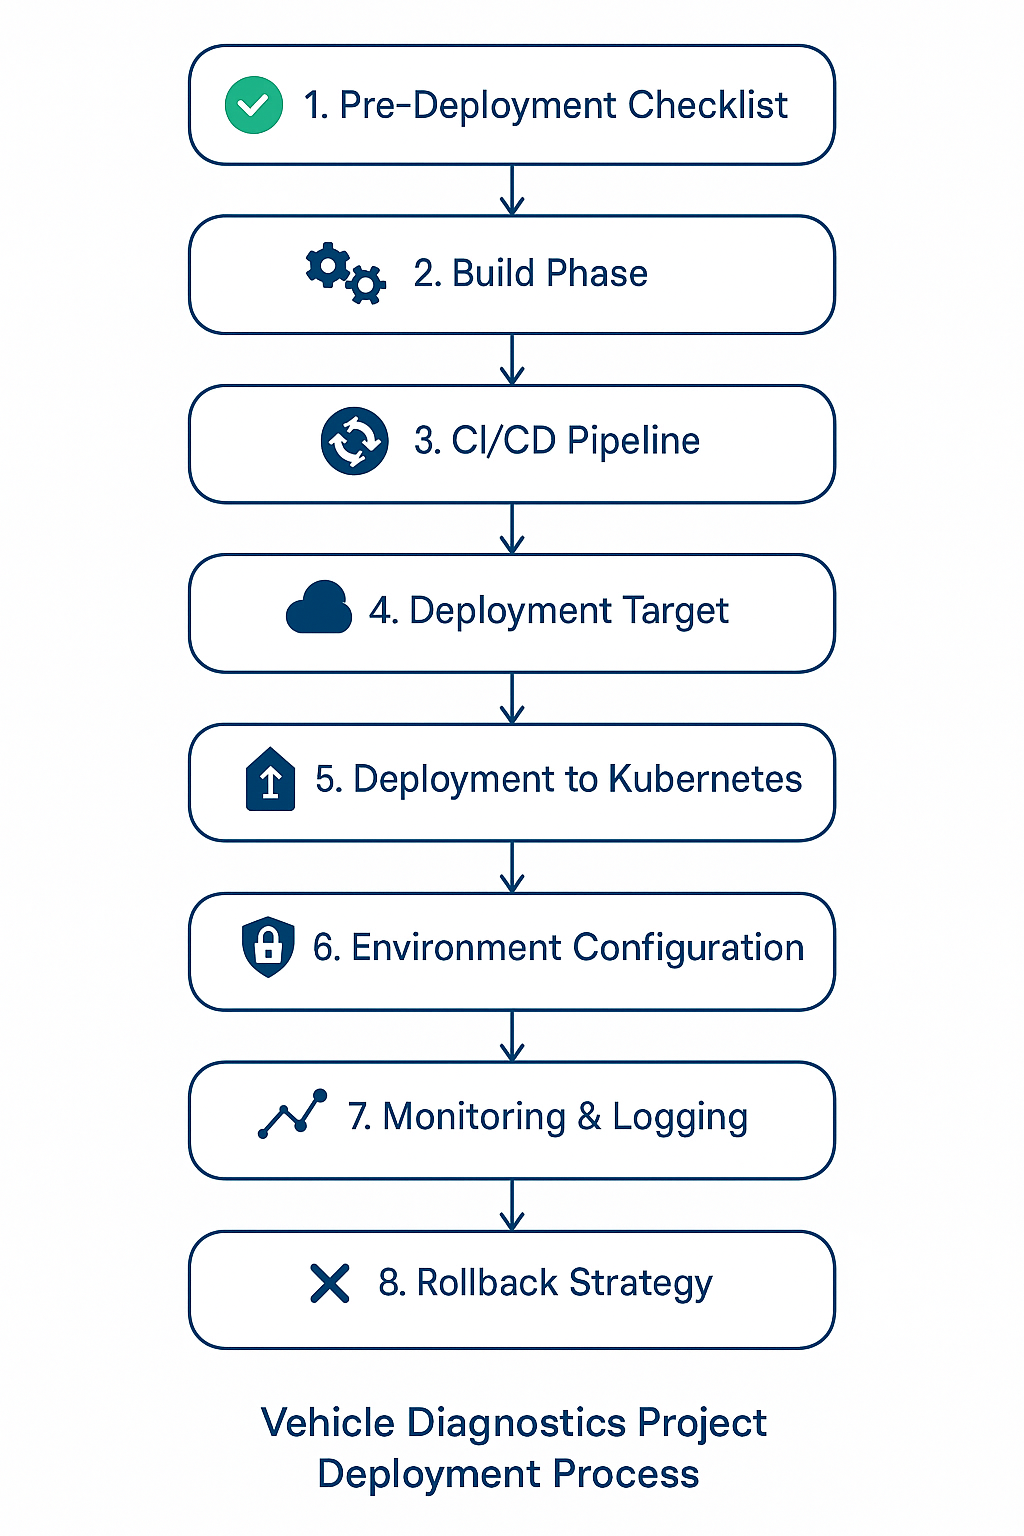 1. Pre-Deployment Checklist
2. Build Phase
3. CI/CD Pipeline
4. Deployment Target
5. Deployment to Kubernetes
6. Environment Configuration
7. Monitoring & Logging
8. Rollback Strategy
Vehicle Diagnostics Project
Deployment Process